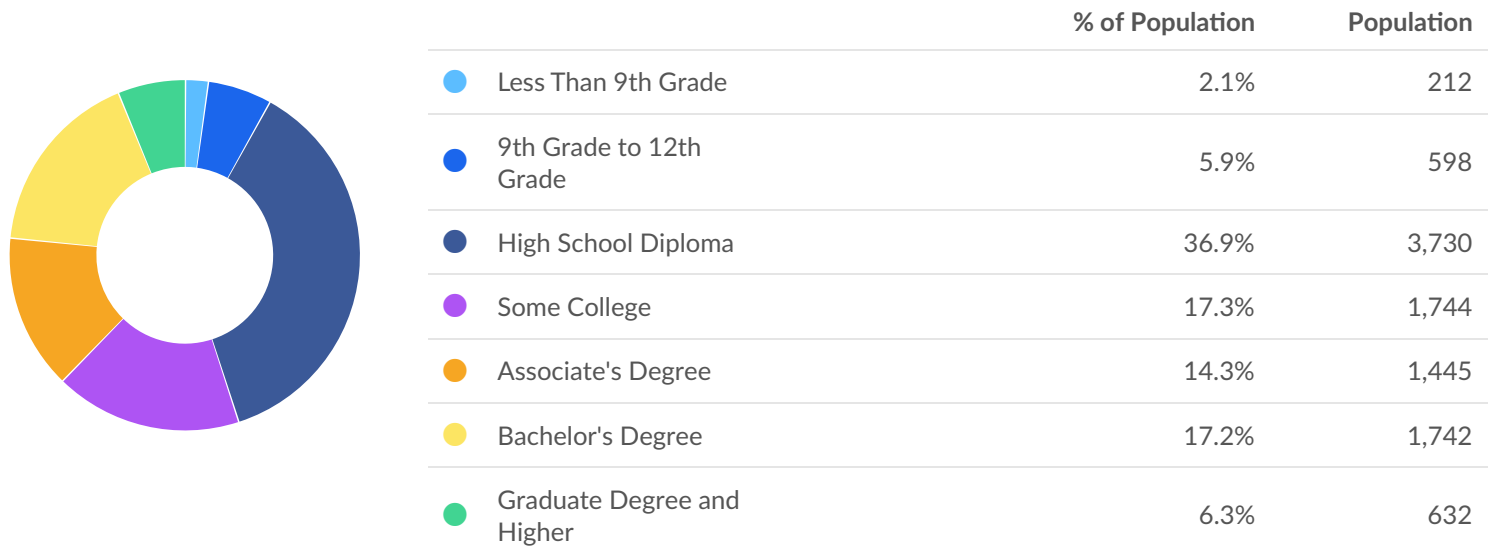 % of Population Population
Less Than 9th Grade 2.1% 212
9th Grade to 12th
Grade 5.9% 598
High School Diploma 36.9% 3,730
Some College 17.3% 1,744
Associate's Degree 14.3% 1,445
Bachelor's Degree 17.2% 1,742
Graduate Degree and
Higher 6.3% 632